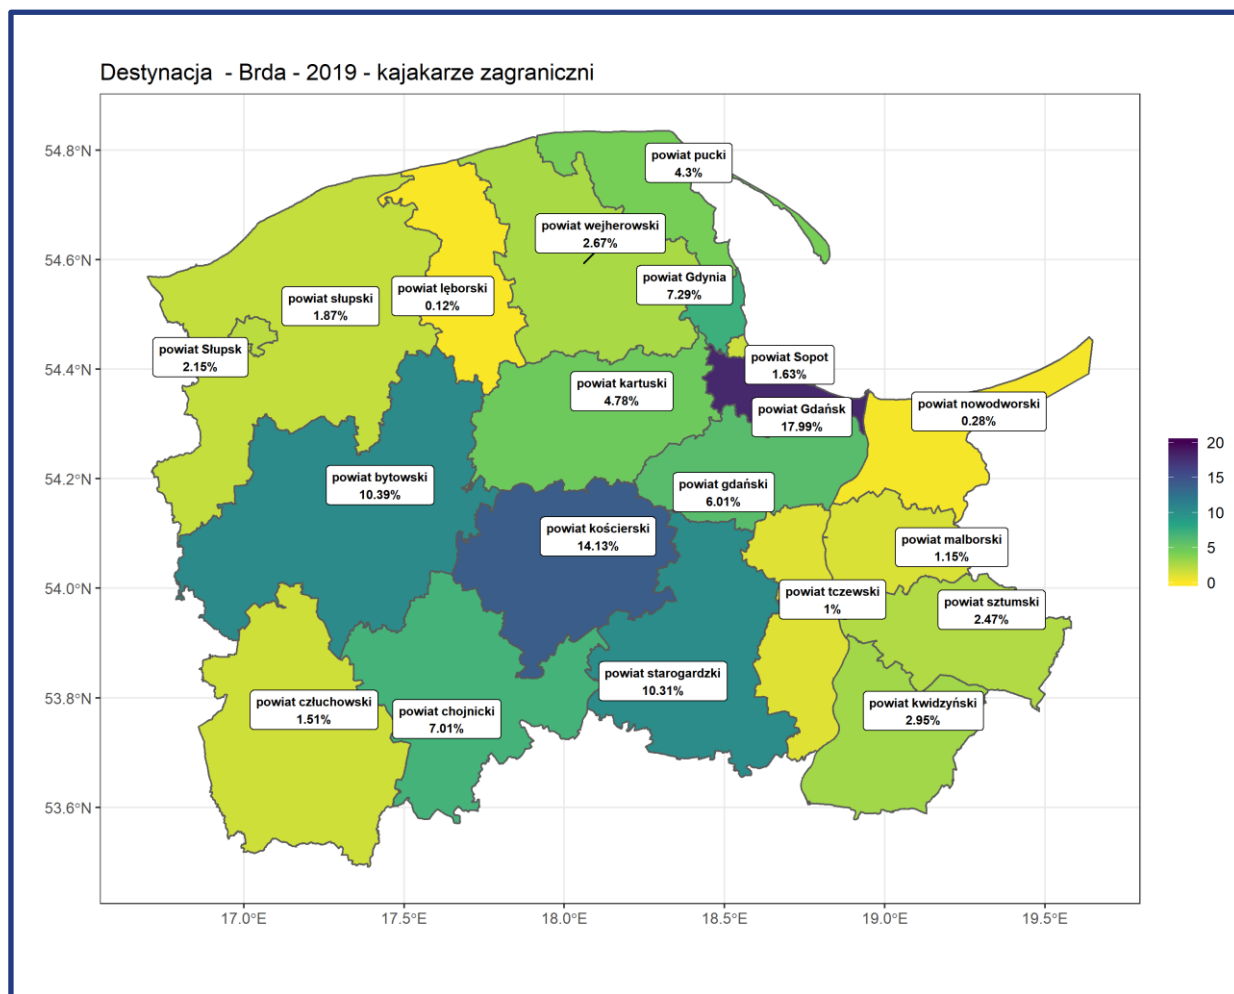 Destynacja  - Brda - 2019 - kajakarze zagraniczni
54.8°N
54.6°N
54.4°N
54.2°N
54.0°N
53.8°N
53.6°N
powiat pucki
4.3%
powiat wejherowski
2.67%
powiat Gdynia
7.29%
powiat lęborski
0.12%
powiat słupski
1.87%
powiat Słupsk
2.15%
powiat Sopot
1.63%
powiat kartuski
4.78%
powiat Gdańsk
17.99%
powiat nowodworski
0.28%
powiat bytowski
10.39%
powiat gdański
6.01%
powiat kościerski
14.13%
powiat malborski
1.15%
powiat tczewski
1%
powiat sztumski
2.47%
powiat starogardzki
10.31%
powiat człuchowski
1.51%
powiat chojnicki
7.01%
powiat kwidzyński
2.95%
20
15
10
5
0
17.0°E
17.5°E
18.0°E
18.5°E
19.0°E
19.5°E